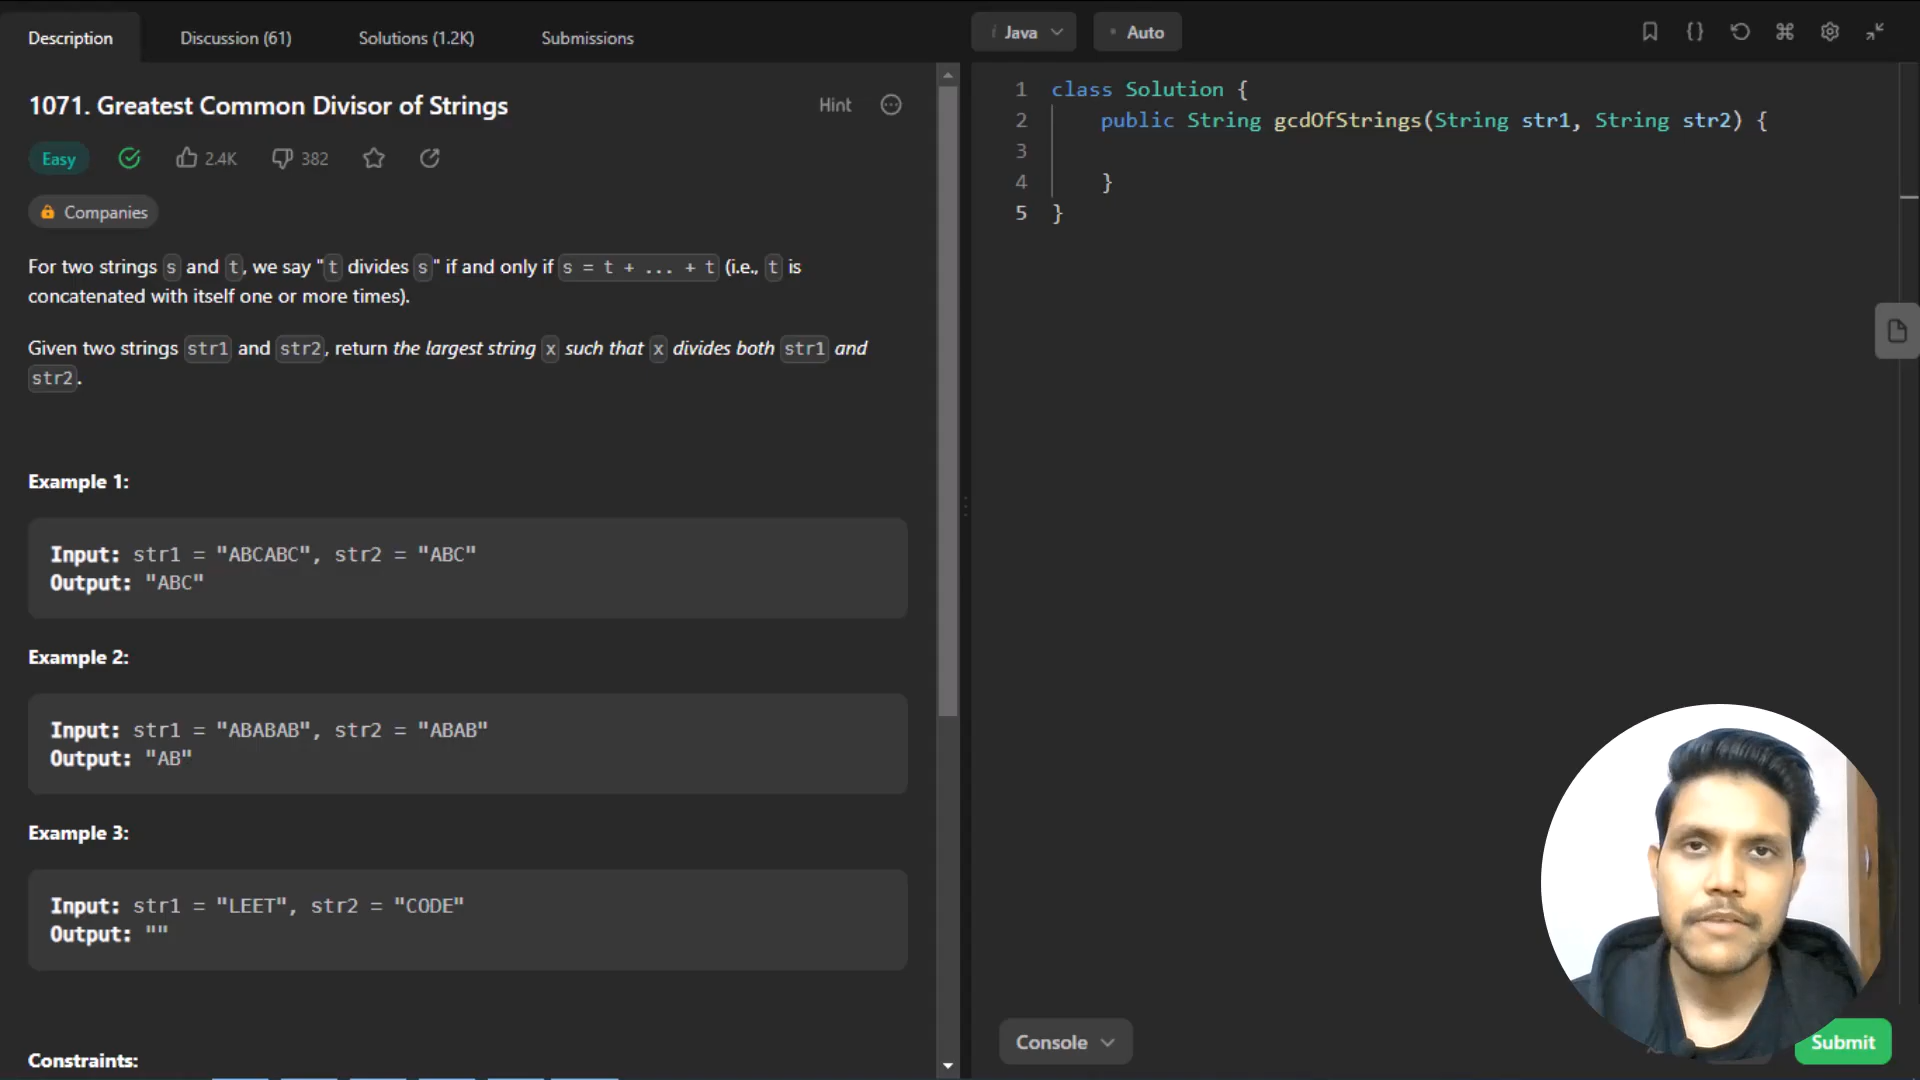 Description
Discussion (61)
Solutions (1.2K)
Submissions
i Java
Auto
1071. Greatest Common Divisor of Strings
Hint
Easy
2.4K
382
Companies
For two strings s and t, we say "t divides s" if and only if s = t + ... + t (i.e., t is
concatenated with itself one or more times).
Given two strings str1 and str2, return the largest string x such that x divides both str1 and
str2.
Example 1:
Input: str1 = "ABCABC", str2 = "ABC"
Output: "ABC"
Example 2:
Input: str1 = "ABABAB", str2 = "ABAB"
Output: "AB"
Example 3:
Input: str1 = "LEET", str2 = "CODE"
Output: ""
Constraints:
1 class Solution {
2 public String gcdOfStrings(String str1, String str2) {
3
4 }
5 }
Console
Submit